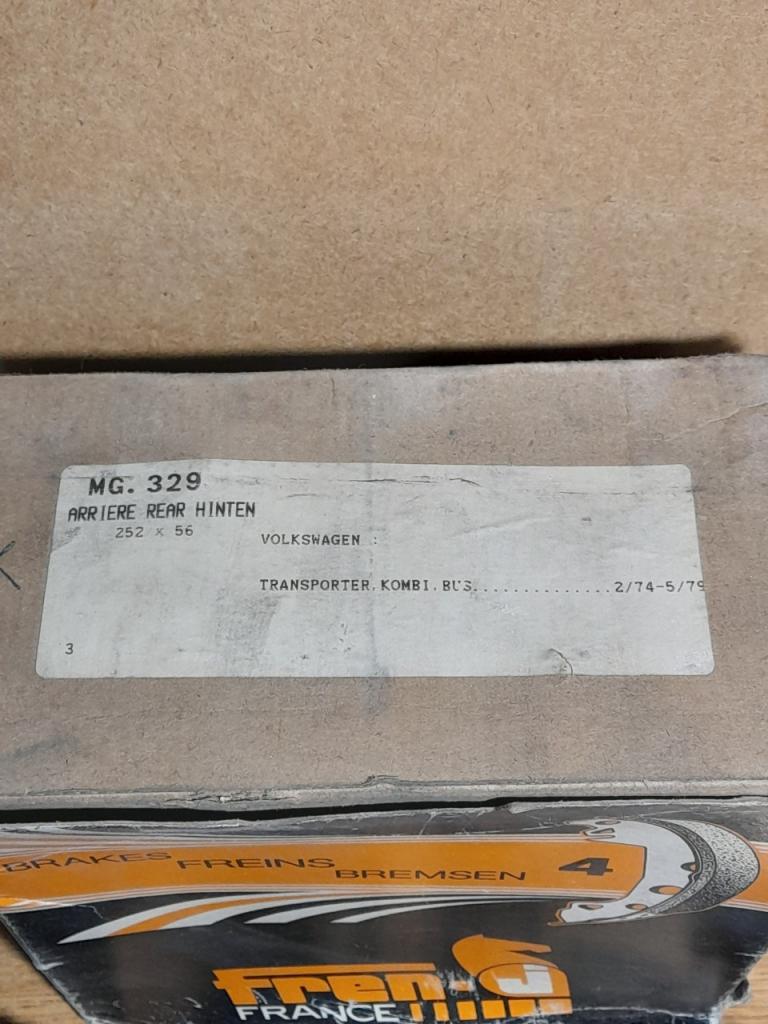 MG. 329
ARRIERE REAR HINTEN
252 x 56
VOLKSWAGEN :
TRANSPORTER.KOMBI.BUS..............2/74-5/79
3
BRAKES FREINS BREMSEN 4
fren-J
FRANCE